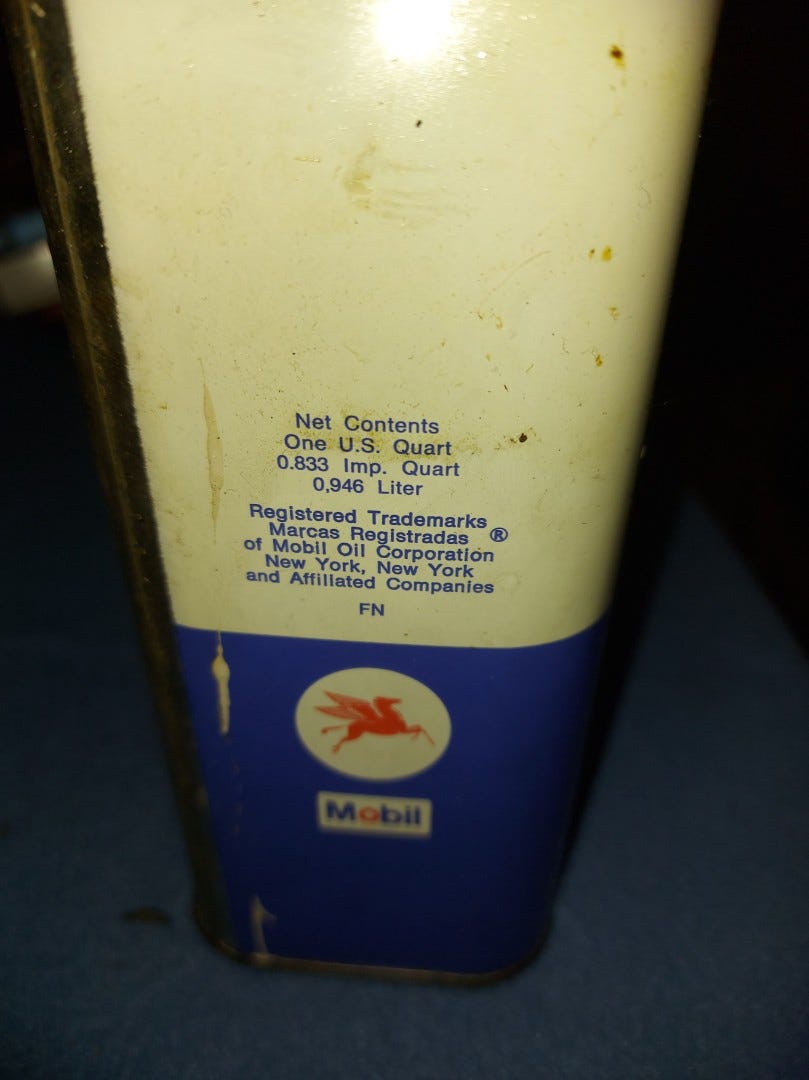 Net Contents
One U.S. Quart
0.833 Imp. Quart
0,946 Liter
Registered Trademarks
Marcas Registradas ®
of Mobil Oil Corporation
New York, New York
and Affiliated Companies
FN
Mobil